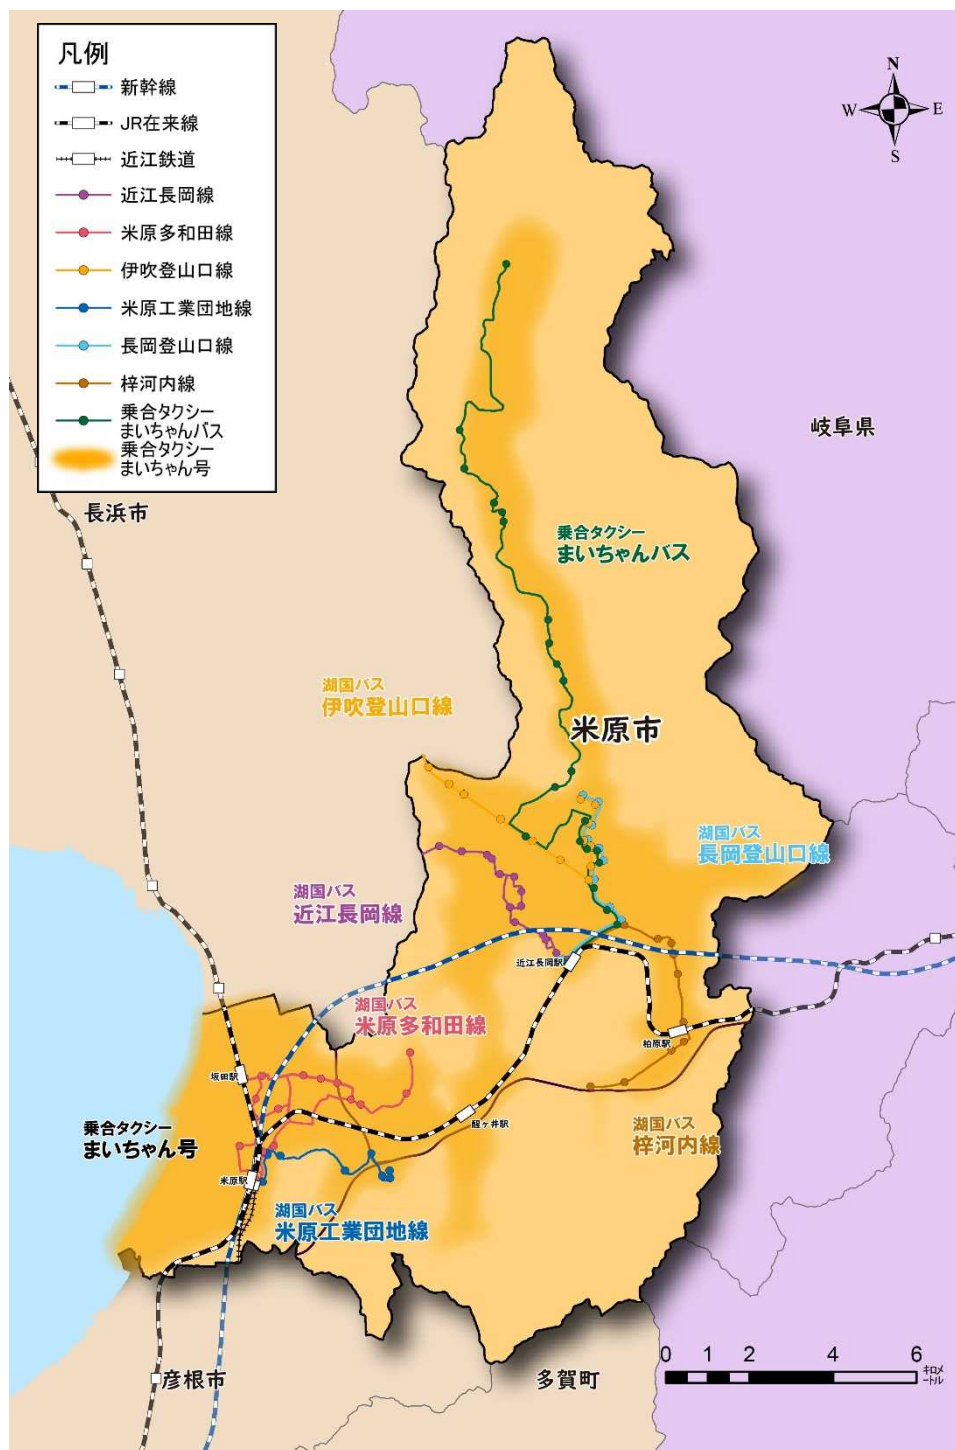 凡例
新幹線
JR在来線
近江鉄道
近江長岡線
米原多和田線
伊吹登山口線
米原工業団地線
長岡登山口線
梓河内線
乗合タクシー
まいちゃんバス
乗合タクシー
まいちゃん号
N
W
E
S
岐阜県
長浜市
乗合タクシー
まいちゃんバス
湖国バス
伊吹登山口線
米原市
湖国バス
長岡登山口線
湖国バス
近江長岡線
近江長岡駅
湖国バス
米原多和田線
柏原駅
坂田駅
醒ヶ井駅
乗合タクシー
まいちゃん号
湖国バス
梓河内線
米原駅
湖国バス
米原工業団地線
0 1 2 4 6
キロメ
ートル
彦根市
多賀町